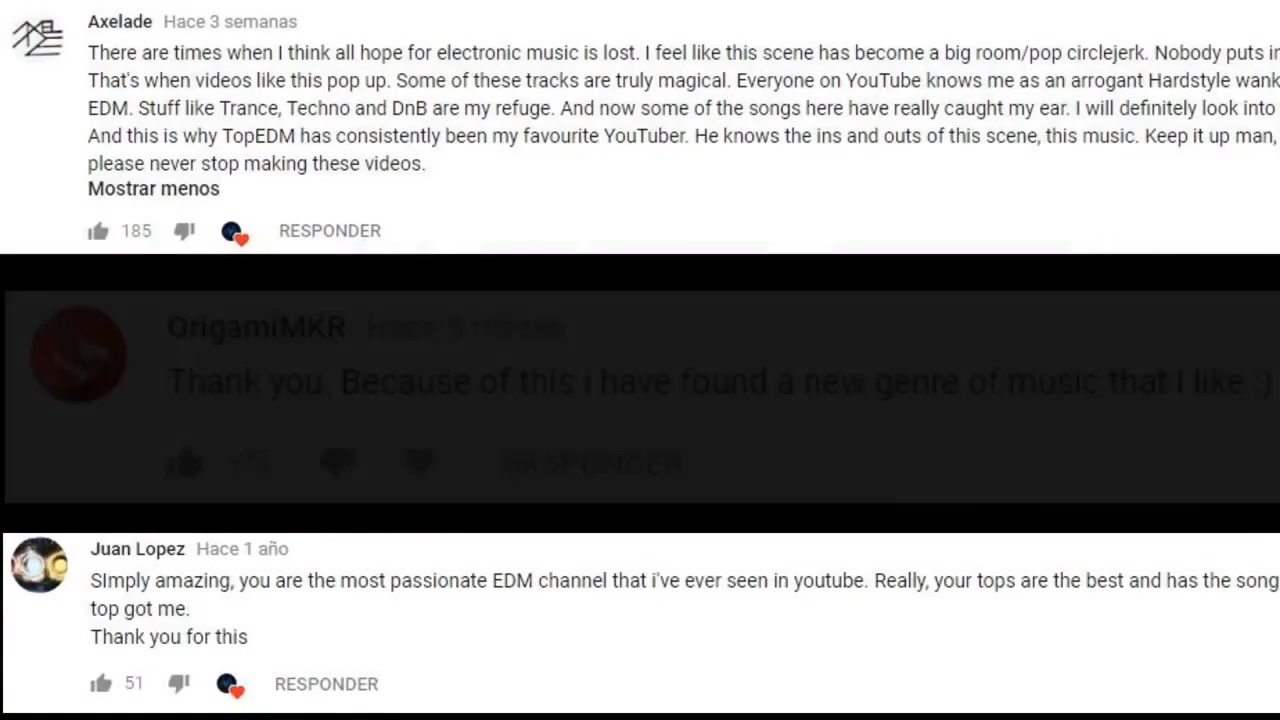 Axelade Hace 3 semanas
There are times when I think all hope for electronic music is lost. I feel like this scene has become a big room/pop circlejerk. Nobody puts
That's when videos like this pop up. Some of these tracks are truly magical. Everyone on YouTube knows me as an arrogant Hardstyle wank
EDM. Stuff like Trance, Techno and DnB are my refuge. And now some of the songs here have really caught my ear. I will definitely look into
And this is why TopEDM has consistently been my favourite YouTuber. He knows the ins and outs of this scene, this music. Keep it up man,
please never stop making these videos.
Mostrar menos
185 RESPONDER
OrigamiMKR Hace meses
Thank you. Because of this i have found a new genre of music that i like :)
RESPONDER
Juan Lopez Hace 1 año
SImply amazing, you are the most passionate EDM channel that i've ever seen in youtube. Really, your tops are the best and has the song
top got me.
Thank you for this
51 RESPONDER